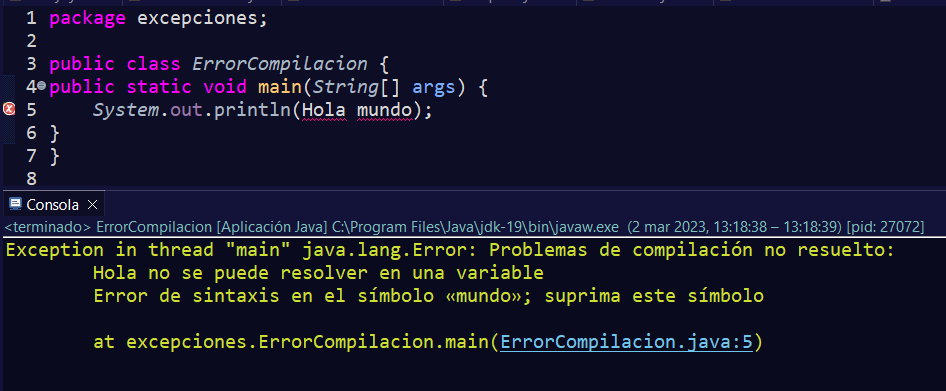 1 package excepciones;
2
3 public class ErrorCompilacion {
4 public static void main(String[] args) {
5     System.out.println(Hola mundo);
6 }
7 }
8
Consola
<terminado> ErrorCompilacion [Aplicación Java] C:\Program Files\Java\jdk-19\bin\javaw.exe (2 mar 2023, 13:18:38 – 13:18:39) [pid: 27072]
Exception in thread "main" java.lang.Error: Problemas de compilación no resuelto:
        Hola no se puede resolver en una variable
        Error de sintaxis en el símbolo «mundo»; suprima este símbolo
        at excepciones.ErrorCompilacion.main(ErrorCompilacion.java:5)